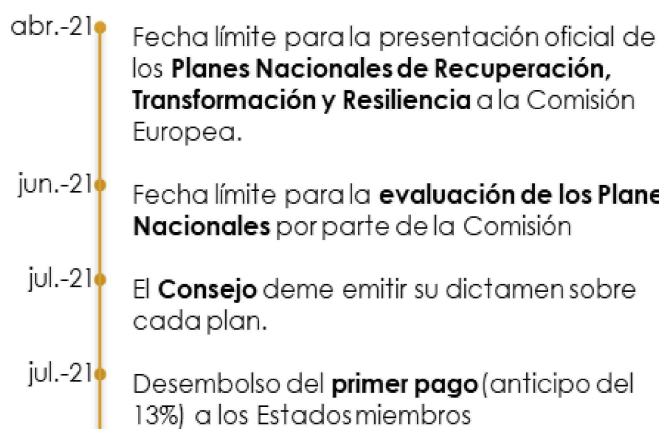 abr.-21
Fecha límite para la presentación oficial de
los Planes Nacionales de Recuperación,
Transformación y Resiliencia a la Comisión
Europea.
jun.-21
Fecha límite para la evaluación de los Plane
Nacionales por parte de la Comisión
jul.-21
El Consejo deme emitir su dictamen sobre
cada plan.
jul.-21
Desembolso del primer pago (anticipo del
13%) a los Estados miembros